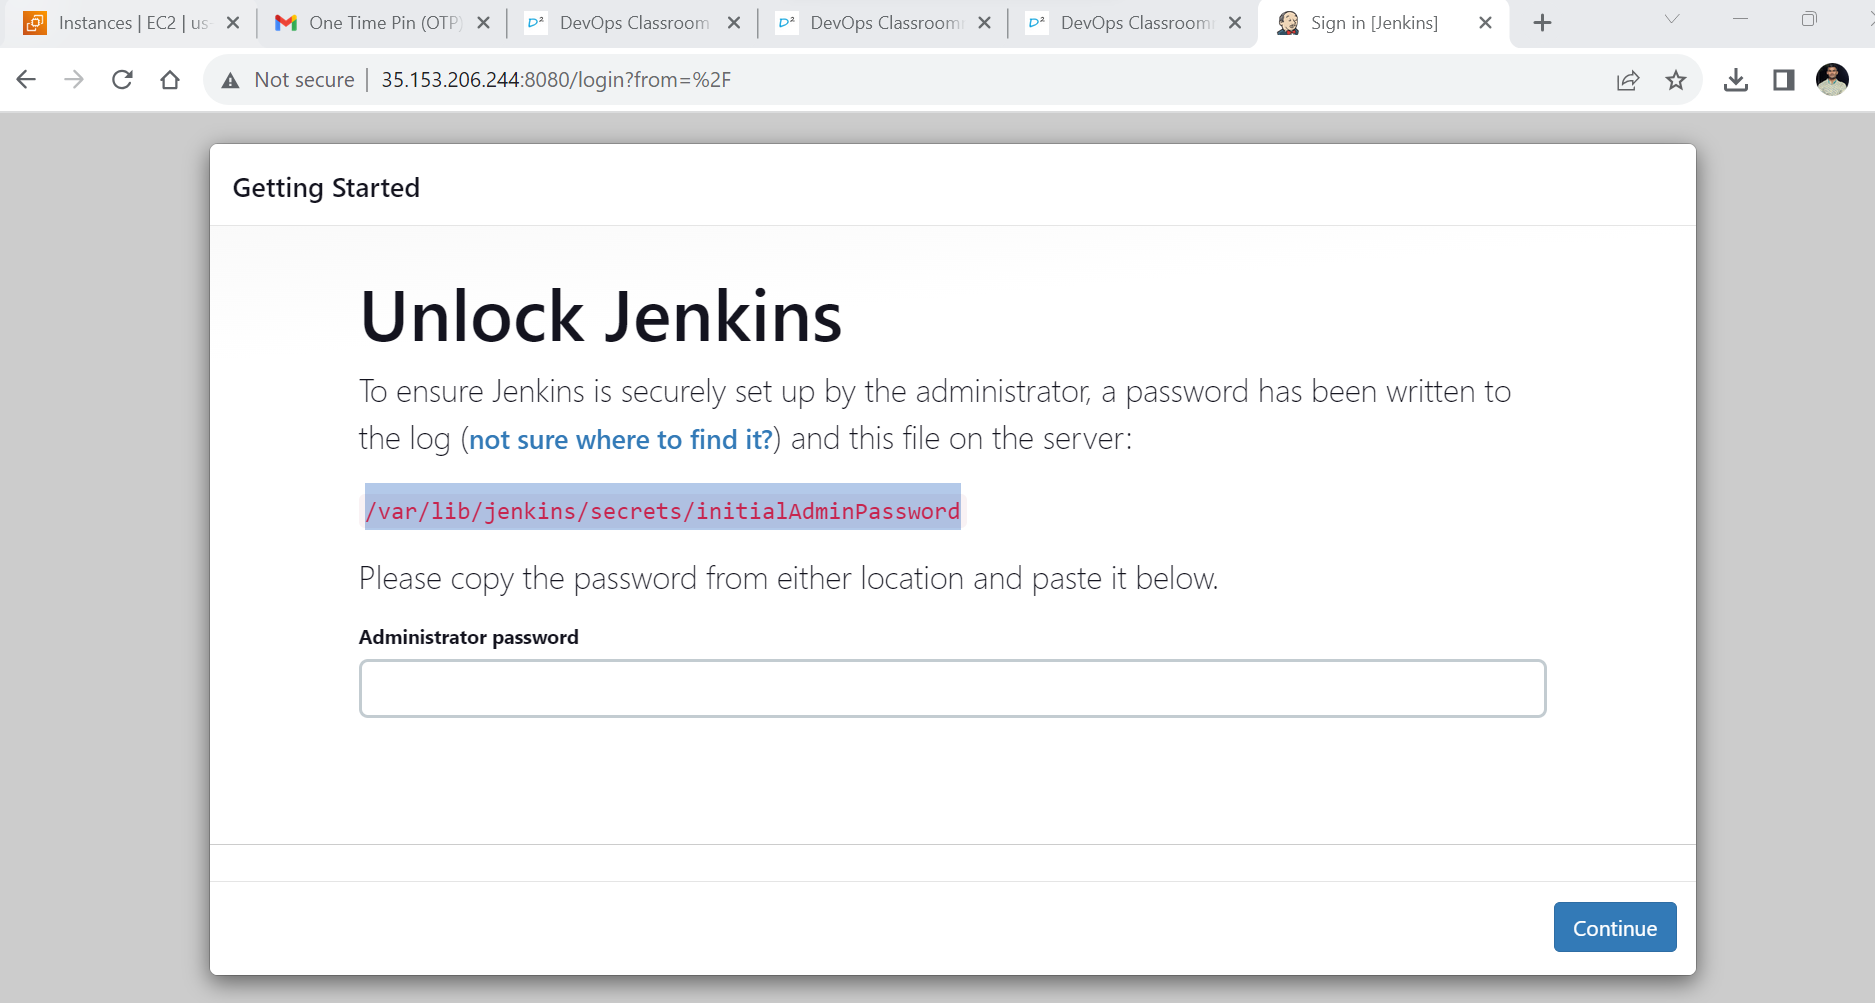 Instances | EC2 | us-
One Time Pin (OTP)
DevOps Classroom
DevOps Classroom
DevOps Classroom
Sign in [Jenkins]
Not secure
35.153.206.244:8080/login?from=%2F
Getting Started
Unlock Jenkins
To ensure Jenkins is securely set up by the administrator, a password has been written to
the log (not sure where to find it?) and this file on the server:
/var/lib/jenkins/secrets/initialAdminPassword
Please copy the password from either location and paste it below.
Administrator password
Continue